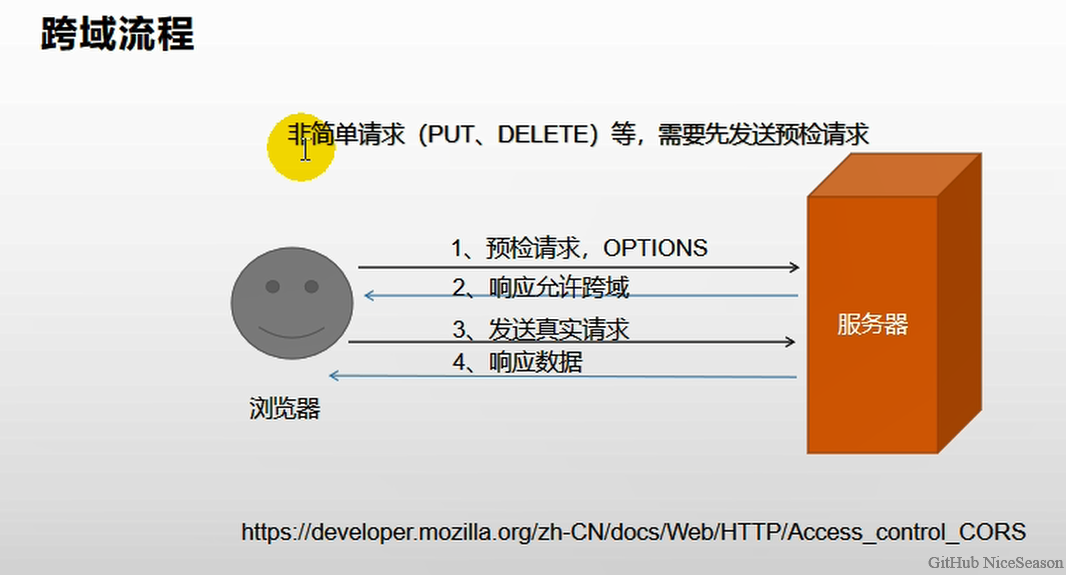 跨域流程
非简单请求（PUT、DELETE）等，需要先发送预检请求
1、预检请求，OPTIONS
2、响应允许跨域
3、发送真实请求
4、响应数据
服务器
浏览器
https://developer.mozilla.org/zh-CN/docs/Web/HTTP/Access_control_CORS
GitHub NiceSeason